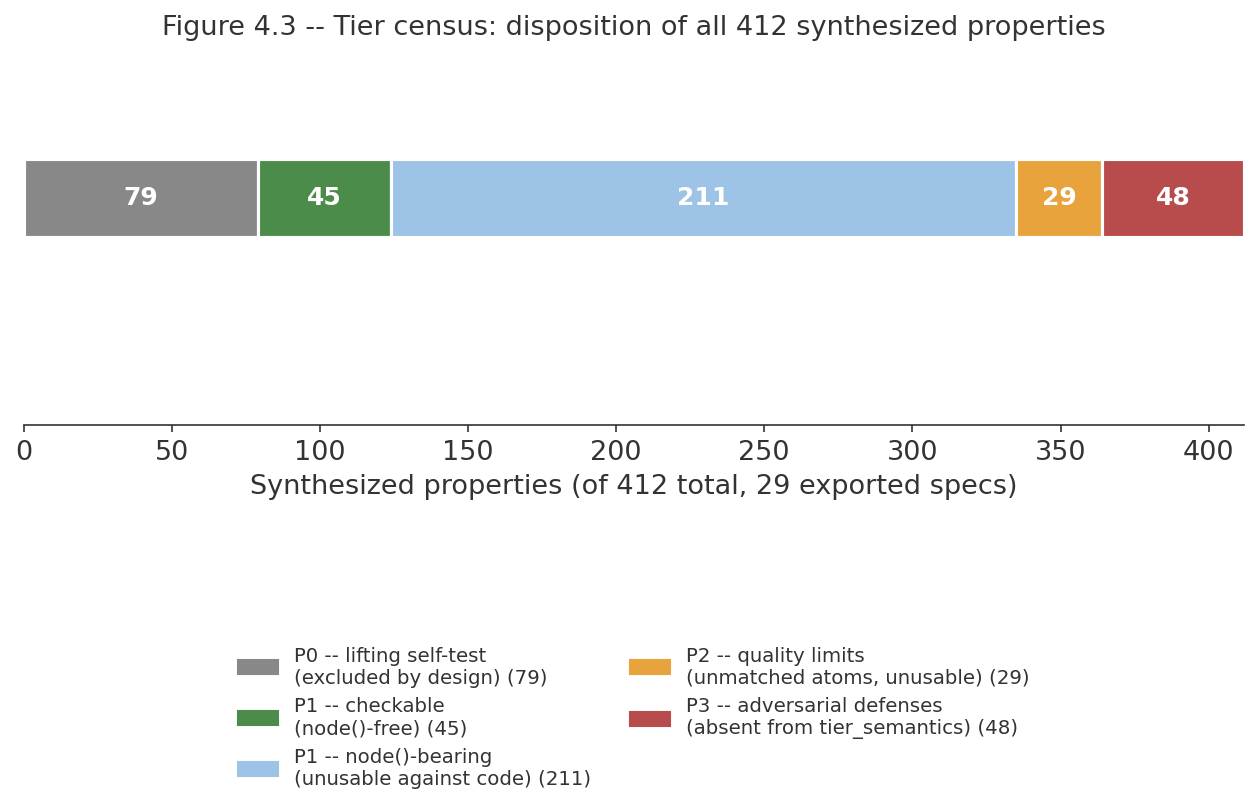 Figure 4.3 -- Tier census: disposition of all 412 synthesized properties
79 45 211 29 48
0 50 100 150 200 250 300 350 400
Synthesized properties (of 412 total, 29 exported specs)
P0 -- lifting self-test
(excluded by design) (79)
P1 -- checkable
(node()-free) (45)
P1 -- node()-bearing
(unusable against code) (211)
P2 -- quality limits
(unmatched atoms, unusable) (29)
P3 -- adversarial defenses
(absent from tier_semantics) (48)